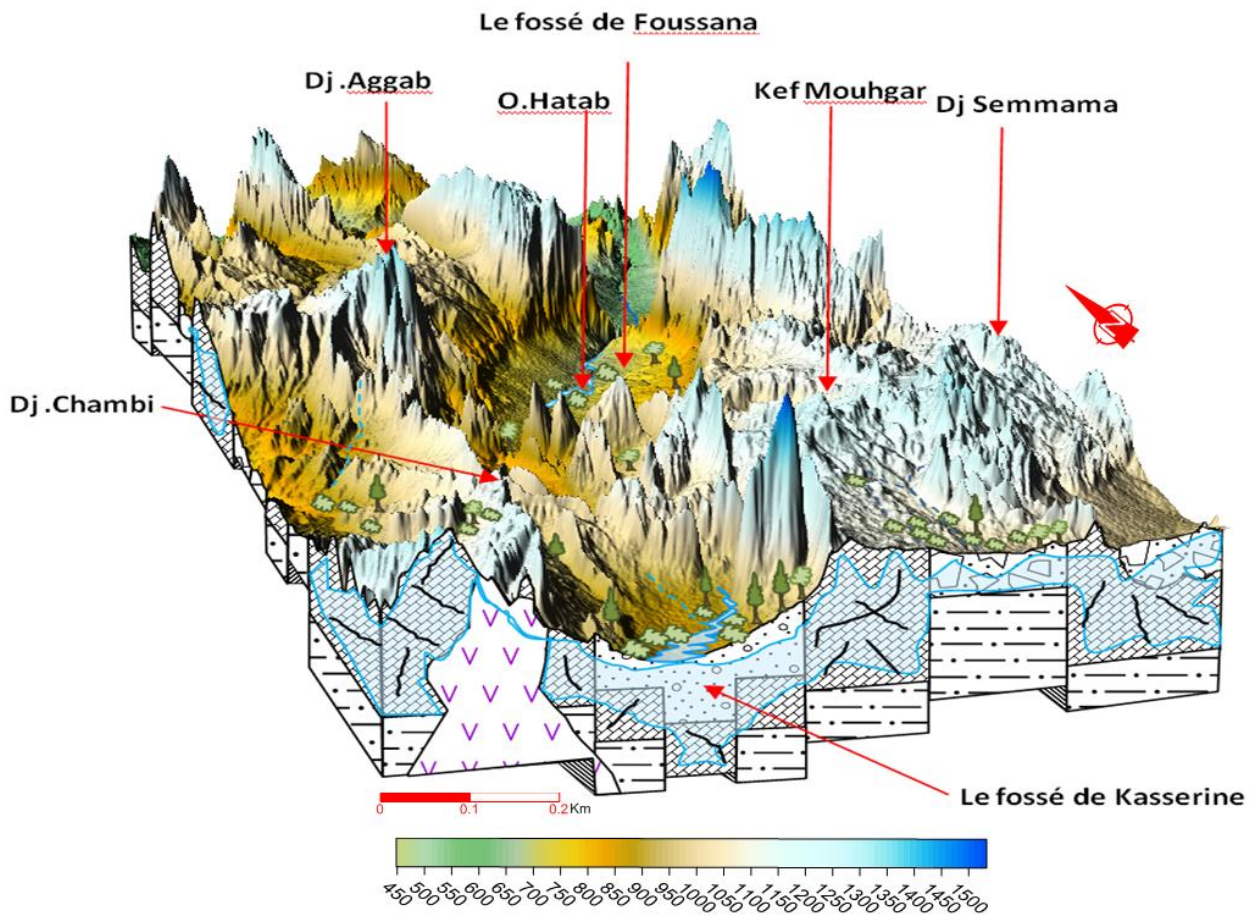 Le fossé de Foussana
Dj .Aggab
O.Hatab
Kef Mouhgar
Dj Semmama
Dj .Chambi
Le fossé de Kasserine
0 0.1 0.2 Km
450 500 550 600 650 700 750 800 850 900 950 1000 1050 1100 1150 1200 1250 1300 1350 1400 1450 1500